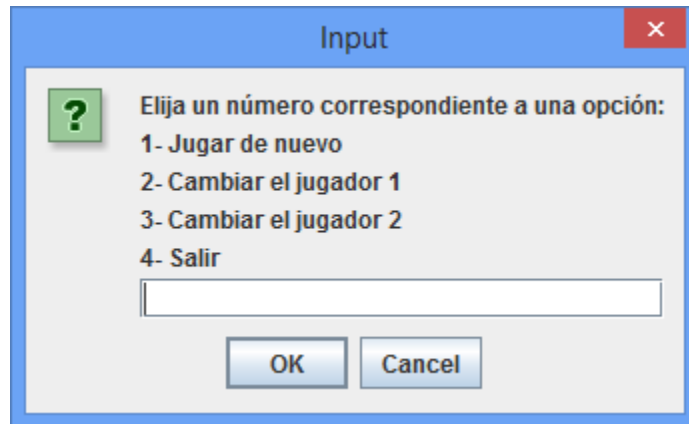 Input
Elija un número correspondiente a una opción:
1- Jugar de nuevo
2- Cambiar el jugador 1
3- Cambiar el jugador 2
4- Salir
OK Cancel